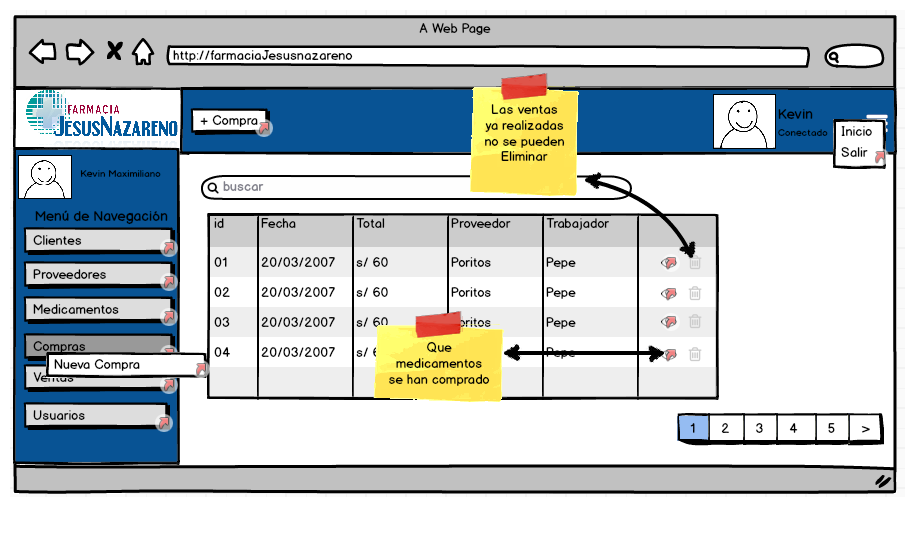 A Web Page
http://farmaciaJesusnazareno
FARMACIA
JESUSNAZARENO
+ Compra
Las ventas
ya realizadas
no se pueden
Eliminar
Kevin
Conectado
Inicio
Salir
Kevin Maximiliano
Menú de Navegación
Clientes
Proveedores
Medicamentos
Compras
Nueva Compra
Ventas
Usuarios
buscar
id Fecha Total Proveedor Trabajador
01 20/03/2007 s/ 60 Poritos Pepe
02 20/03/2007 s/ 60 Poritos Pepe
03 20/03/2007 s/ 60 Poritos Pepe
04 20/03/2007 s/ 6 Pepe
Que
medicamentos
se han comprado
1 2 3 4 5 >